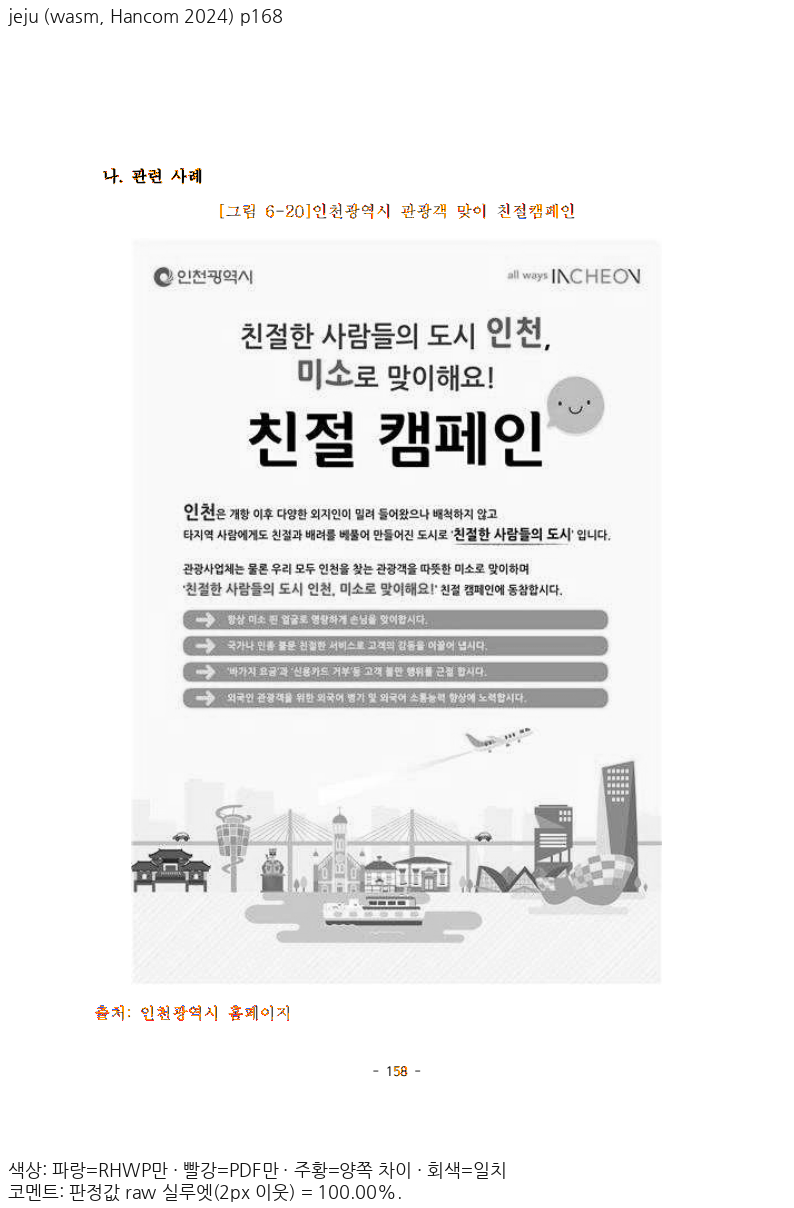 jeju (wasm, Hancom 2024) p168
나. 관련 사례
[그림 6-20]인천광역시 관광객 맞이 친절캠페인
인천광역시
all ways INCHEON
친절한 사람들의 도시 인천,
미소로 맞이해요!
친절 캠페인
인천은 개항 이후 다양한 외지인이 밀려 들어왔으나 배척하지 않고
타지역 사람에게도 친절과 배려를 베풀어 만들어진 도시로 '친절한 사람들의 도시' 입니다.
관광사업체는 물론 우리 모두 인천을 찾는 관광객을 따뜻한 미소로 맞이하며
'친절한 사람들의 도시 인천, 미소로 맞이해요!' 친절 캠페인에 동참합시다.
항상 미소 띤 얼굴로 명랑하게 손님을 맞이합시다.
국가나 인종 불문 친절한 서비스로 고객의 감동을 이끌어 냅시다.
'바가지 요금'과 '신용카드 거부'등 고객 불만 행위를 근절 합시다.
외국인 관광객을 위한 외국어 병기 및 외국어 소통능력 향상에 노력합시다.
출처: 인천광역시 홈페이지
- 158 -
색상: 파랑=RHWP만 · 빨강=PDF만 · 주황=양쪽 차이 · 회색=일치
코멘트: 판정값 raw 실루엣(2px 이웃) = 100.00%.